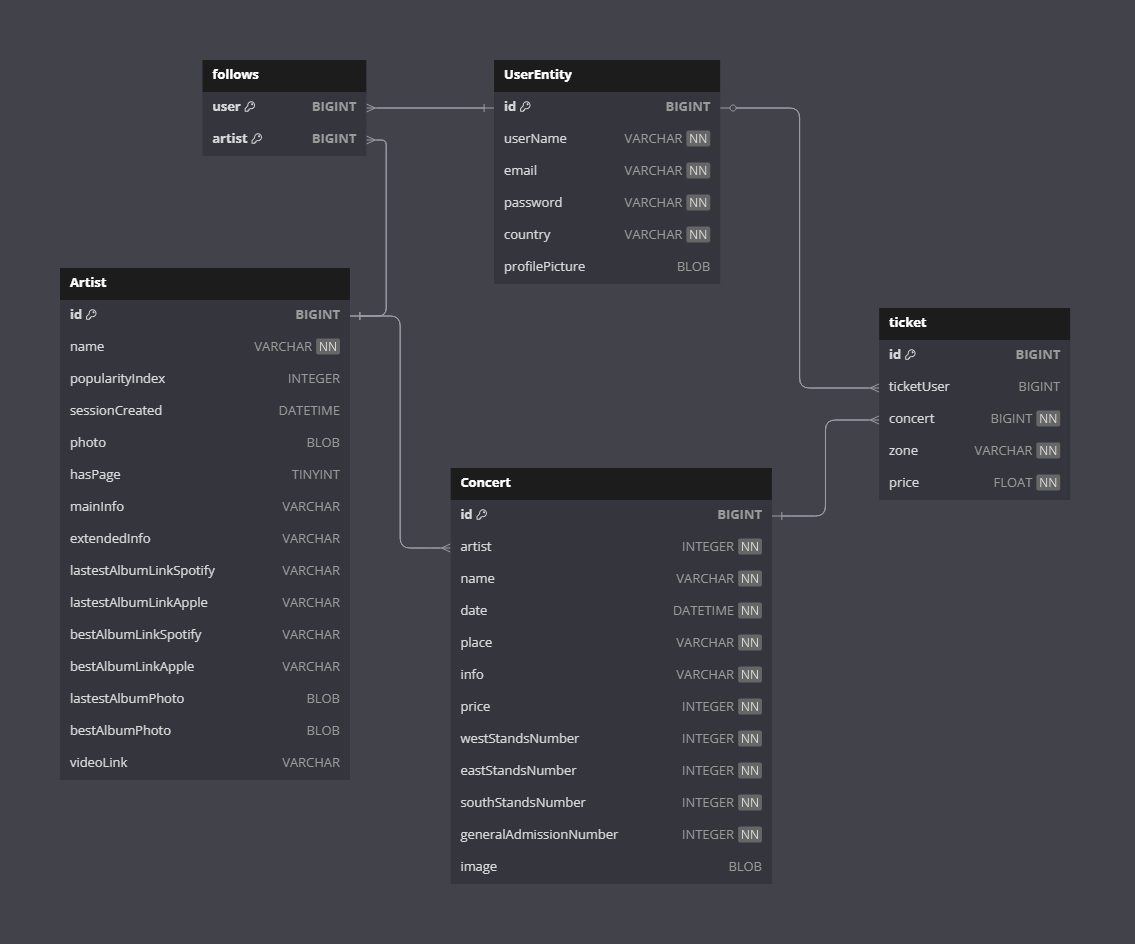 follows
user BIGINT
artist BIGINT
UserEntity
id BIGINT
userName VARCHAR NN
email VARCHAR NN
password VARCHAR NN
country VARCHAR NN
profilePicture BLOB
Artist
id BIGINT
name VARCHAR NN
popularityIndex INTEGER
sessionCreated DATETIME
photo BLOB
hasPage TINYINT
mainInfo VARCHAR
extendedInfo VARCHAR
lastestAlbumLinkSpotify VARCHAR
lastestAlbumLinkApple VARCHAR
bestAlbumLinkSpotify VARCHAR
bestAlbumLinkApple VARCHAR
lastestAlbumPhoto BLOB
bestAlbumPhoto BLOB
videoLink VARCHAR
ticket
id BIGINT
ticketUser BIGINT
concert BIGINT NN
zone VARCHAR NN
price FLOAT NN
Concert
id BIGINT
artist INTEGER NN
name VARCHAR NN
date DATETIME NN
place VARCHAR NN
info VARCHAR NN
price INTEGER NN
westStandsNumber INTEGER NN
eastStandsNumber INTEGER NN
southStandsNumber INTEGER NN
generalAdmissionNumber INTEGER NN
image BLOB